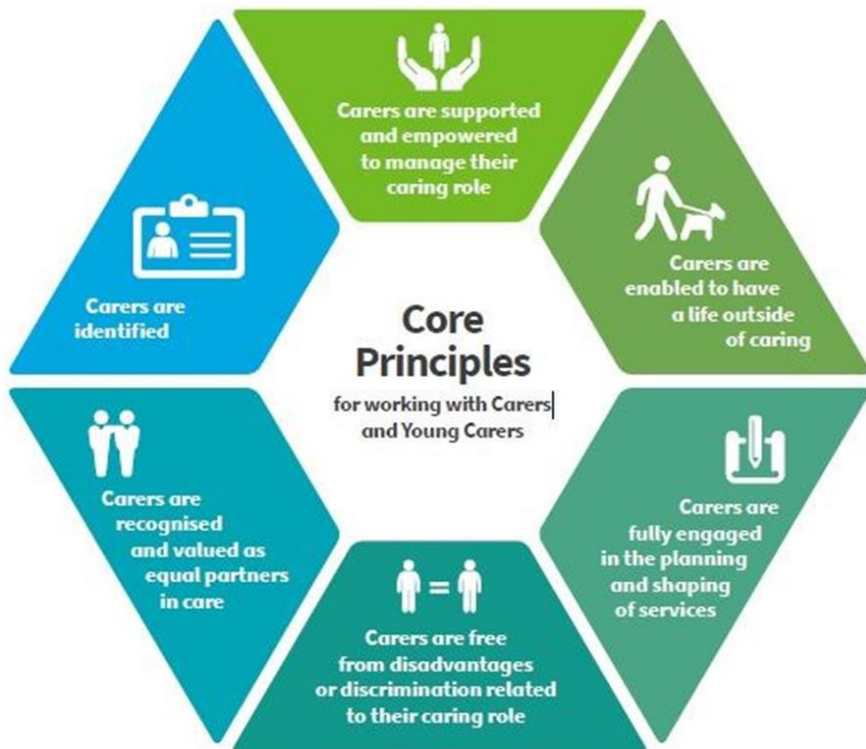 Core
Principles
for working with Carers
and Young Carers
Carers are
identified
Carers are supported
and empowered
to manage their
caring role
Carers are
enabled to have
a life outside
of caring
Carers are
fully engaged
in the planning
and shaping
of services
Carers are free
from disadvantages
or discrimination related
to their caring role
Carers are
recognised
and valued as
equal partners
in care